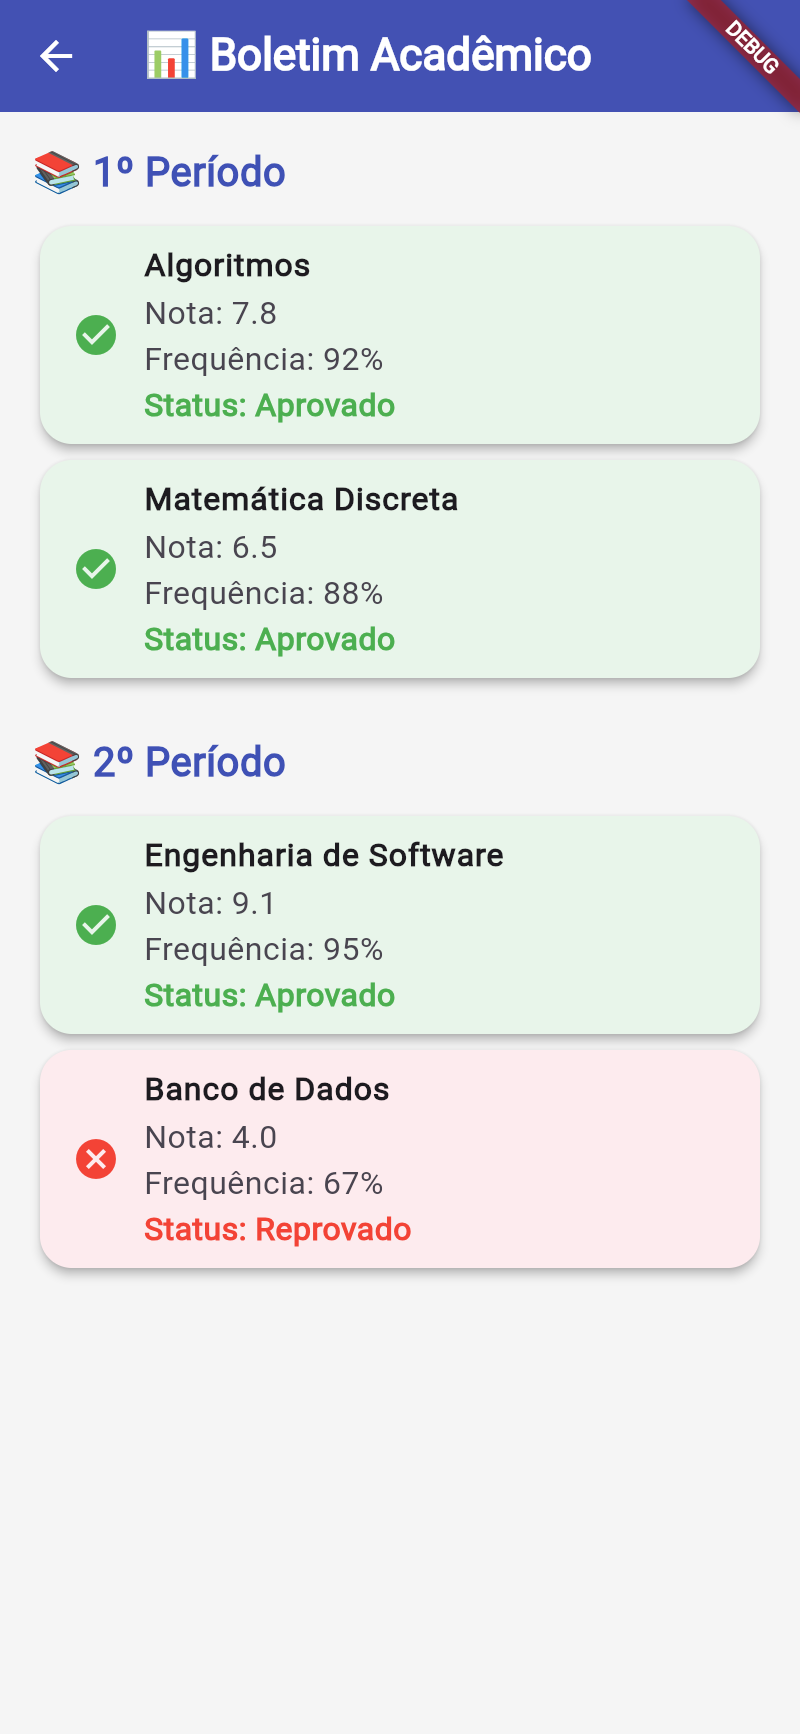 Boletim Acadêmico
DEBUG
1º Período
Algoritmos
Nota: 7.8
Frequência: 92%
Status: Aprovado
Matemática Discreta
Nota: 6.5
Frequência: 88%
Status: Aprovado
2º Período
Engenharia de Software
Nota: 9.1
Frequência: 95%
Status: Aprovado
Banco de Dados
Nota: 4.0
Frequência: 67%
Status: Reprovado